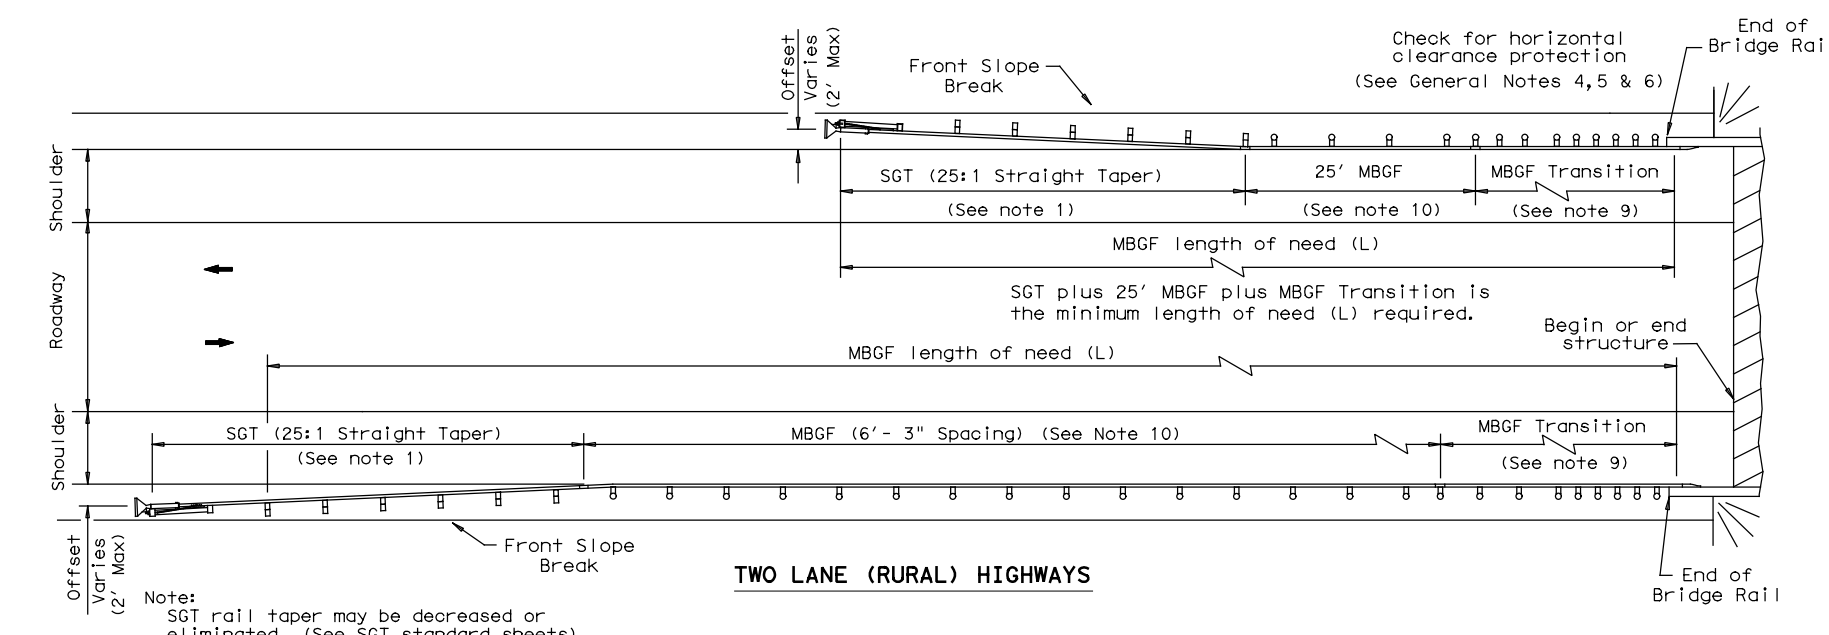 Offset
Varies
(2' Max)
Front Slope
Break
Check for horizontal
clearance protection
(See General Notes 4,5 & 6)
End of
Bridge Rai
Shoulder
SGT (25:1 Straight Taper)
(See note 1)
25' MBGF
(See note 10)
MBGF Transition
(See note 9)
MBGF length of need (L)
SGT plus 25' MBGF plus MBGF Transition is
the minimum length of need (L) required.
Roadway
Begin or end
structure
MBGF length of need (L)
Shoulder
SGT (25:1 Straight Taper)
(See note 1)
MBGF (6'- 3" Spacing) (See Note 10)
MBGF Transition
(See note 9)
Offset
Varies
(2' Max)
Front Slope
Break
TWO LANE (RURAL) HIGHWAYS
End of
Bridge Rail
Note:
SGT rail taper may be decreased or
eliminated. (See SGT standard sheets)